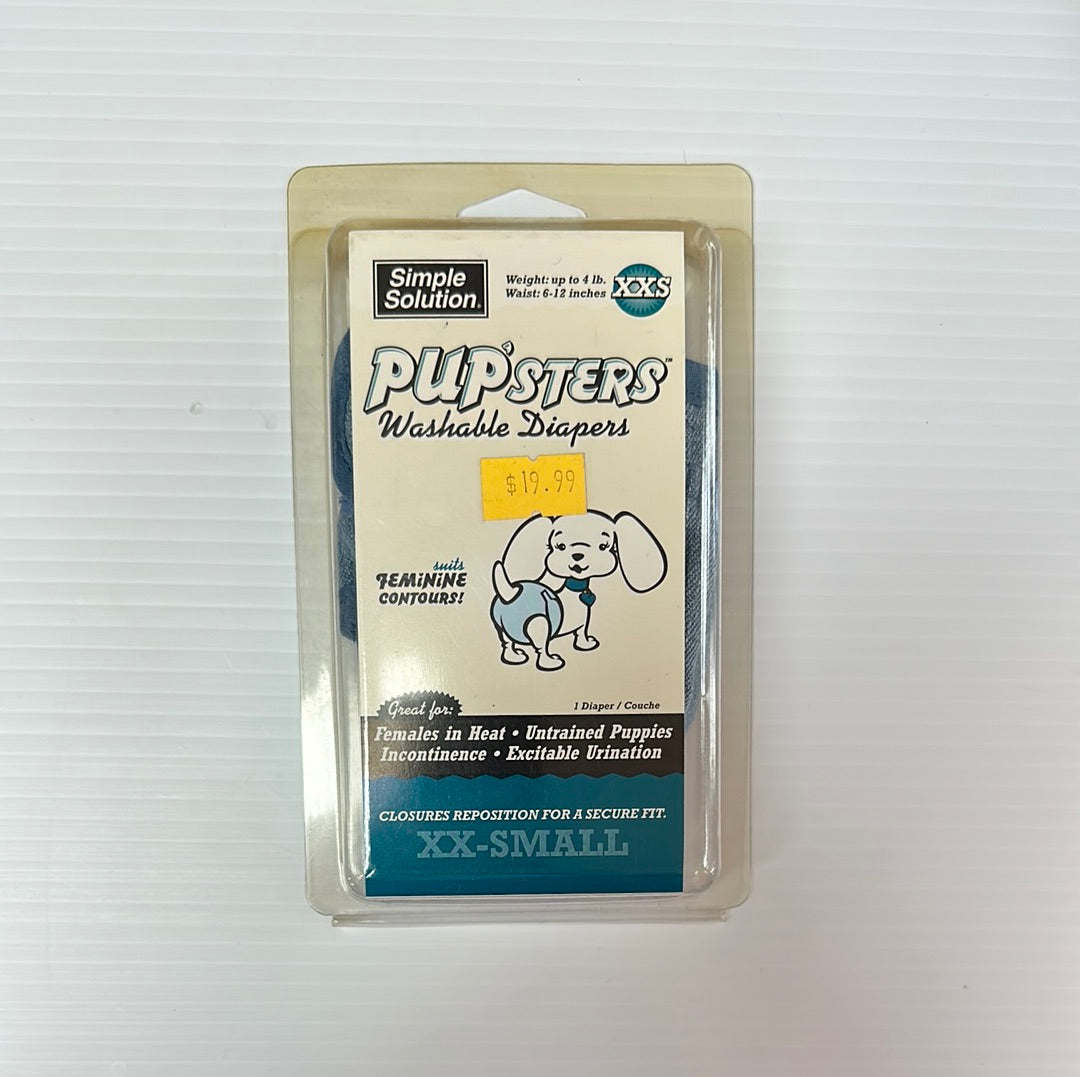 Simple
Solution®
Weight: up to 4 lb.
Waist: 6-12 inches
XXS
PUP'STERS™
Washable Diapers
$19.99
suits
FEMININE
CONTOURS!
1 Diaper / Couche
Great for:
Females in Heat • Untrained Puppies
Incontinence • Excitable Urination
CLOSURES REPOSITION FOR A SECURE FIT.
XX-SMALL